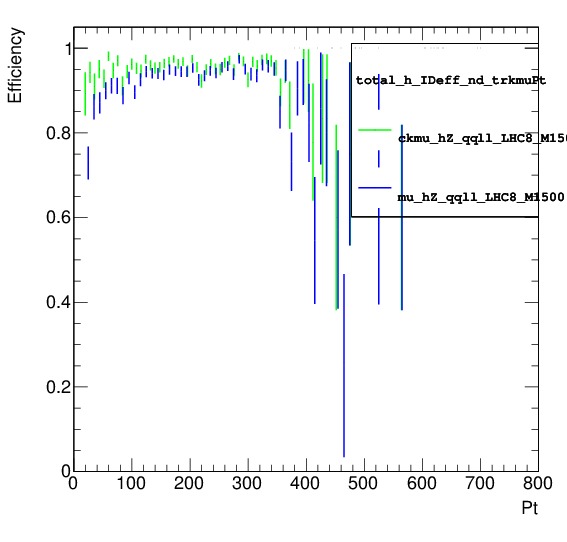 Efficiency
1
0.8
0.6
0.4
0.2
0
total_h_IDeff_nd_trkmuPt
ckmu_hZ_qqll_LHC8_M150
mu_hZ_qqll_LHC8_M1500
0 100 200 300 400 500 600 700 800
Pt